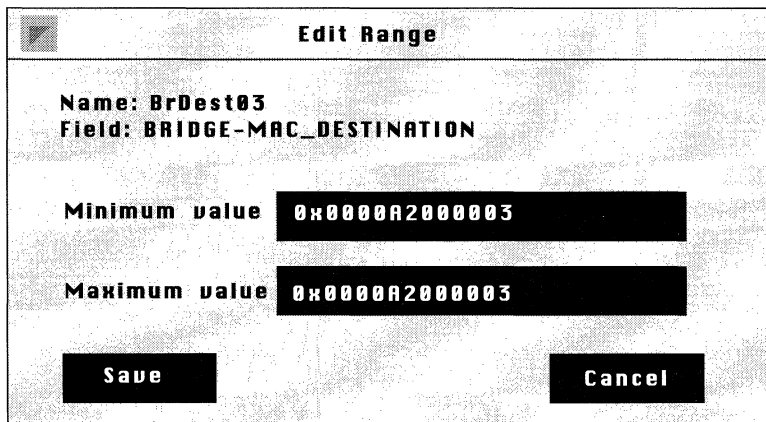 Edit Range
Name: BrDest03
Field: BRIDGE-MAC_DESTINATION
Minimum value 0x0000A2000003
Maximum value 0x0000A2000003
Save Cancel